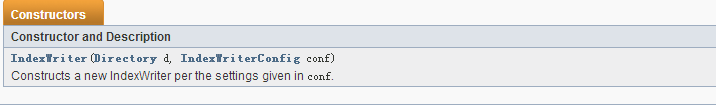 Constructors
Constructor and Description
IndexWriter(Directory d, IndexWriterConfig conf)
Constructs a new IndexWriter per the settings given in conf.